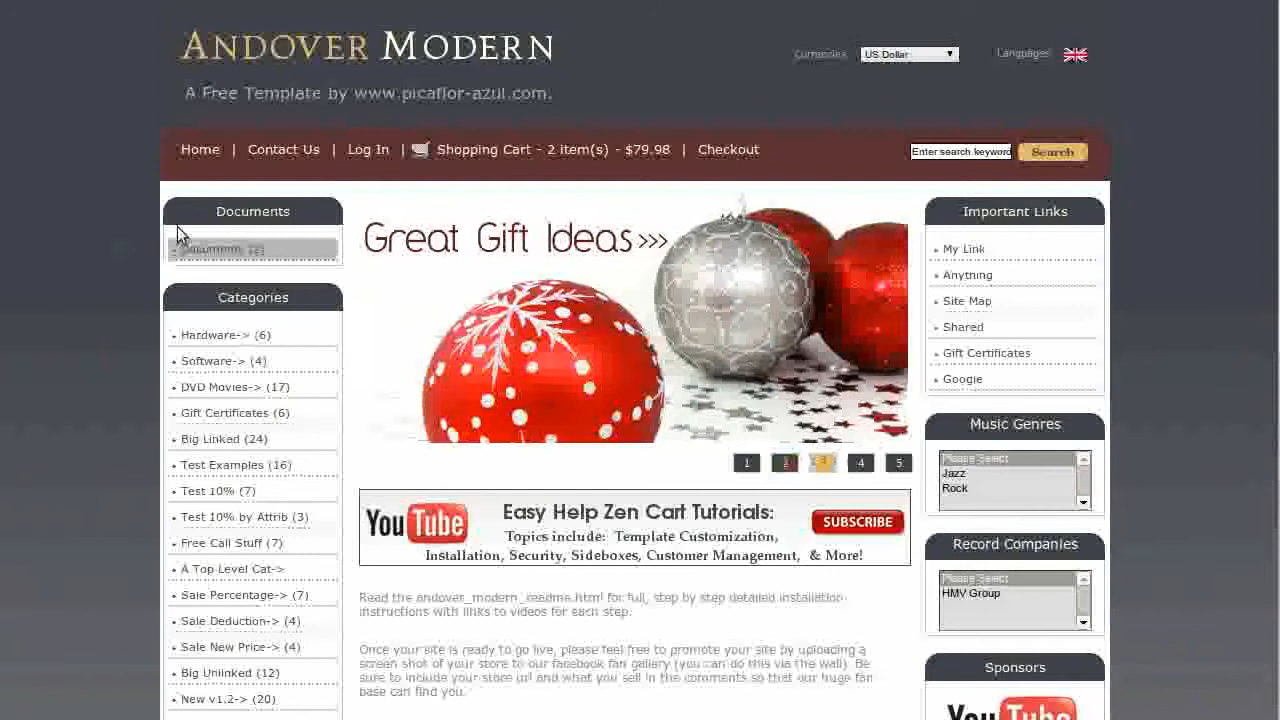 ANDOVER MODERN
Currencies US Dollar Languages
A Free Template by www.picaflor-azul.com.
Home | Contact Us | Log In | Shopping Cart - 2 item(s) - $79.98 | Checkout
Enter search keyword Search
Documents
Documents (2)
Categories
Hardware-> (6)
Software-> (4)
DVD Movies-> (17)
Gift Certificates (6)
Big Linked (24)
Test Examples (16)
Test 10% (7)
Test 10% by Attrib (3)
Free Call Stuff (7)
A Top Level Cat->
Sale Percentage-> (7)
Sale Deduction-> (4)
Sale New Price-> (4)
Big Unlinked (12)
New v1.2-> (20)
Great Gift Ideas >>>
1 2 3 4 5
YouTube
Easy Help Zen Cart Tutorials:
Topics include: Template Customization,
Installation, Security, Sideboxes, Customer Management, & More!
SUBSCRIBE
Read the andover_modern_readme.html for full, step by step detailed installation
instructions with links to videos for each step.
Once your site is ready to go live, please feel free to promote your site by uploading a
screen shot of your store to our facebook fan gallery (you can do this via the wall). Be
sure to include your store url and what you sell in the comments so that our huge fan
base can find you.
Important Links
My Link
Anything
Site Map
Shared
Gift Certificates
Google
Music Genres
Please Select
Jazz
Rock
Record Companies
Please Select
HMV Group
Sponsors
YouTube